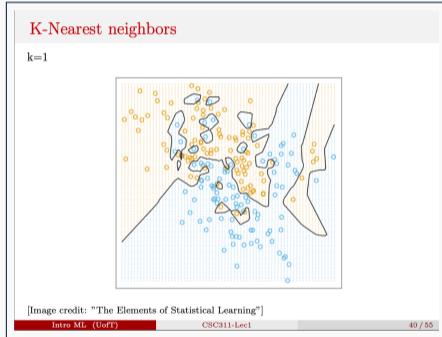 K-Nearest neighbors
k=1
[Image credit: "The Elements of Statistical Learning"]
Intro ML (UofT) CSC311-Lec1 40 / 55